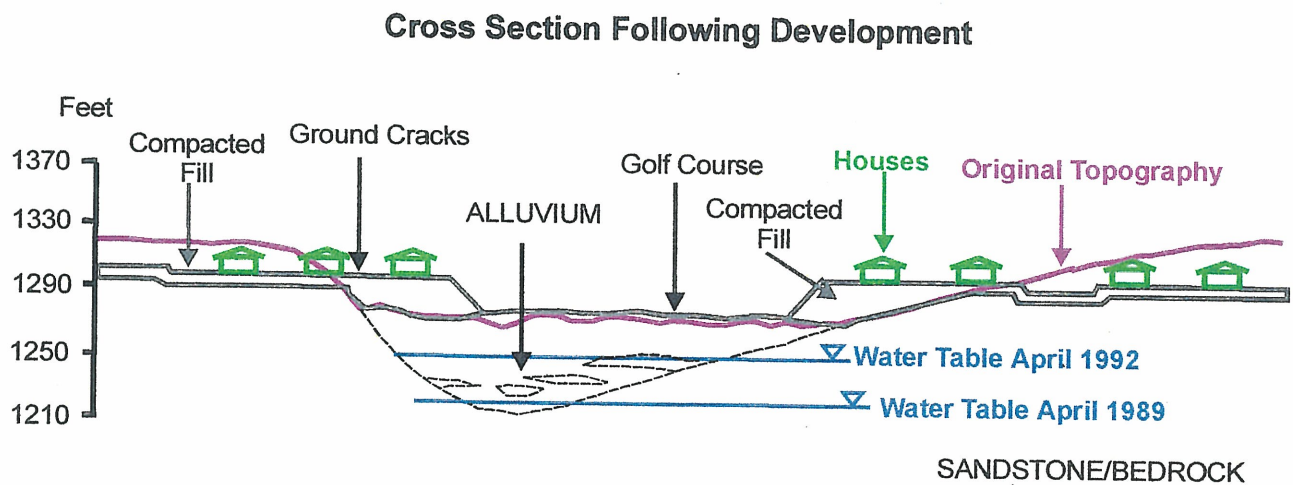 Cross Section Following Development
Feet
Compacted
Fill
Ground Cracks
ALLUVIUM
Golf Course
Compacted
Fill
Houses
Original Topography
1370
1330
1290
1250
1210
Water Table April 1992
Water Table April 1989
SANDSTONE/BEDROCK